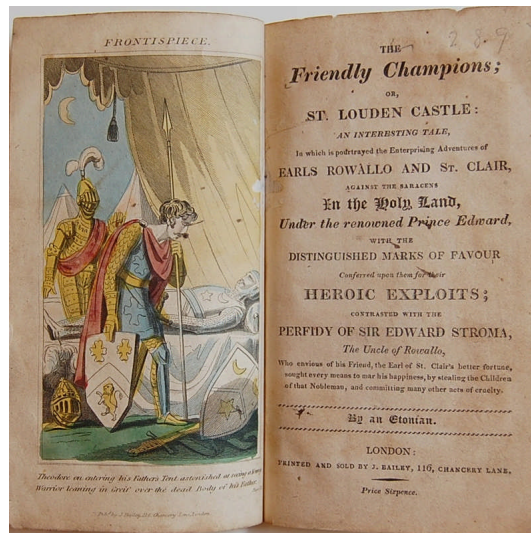 FRONTISPIECE.
Theodore on entering his Father's Tent astonished at seeing a Young
Warrior leaning in Greif over the dead Body of his Father.
289
THE
Friendly Champions;
OR,
ST. LOUDEN CASTLE:
AN INTERESTING TALE,
In which is pourtrayed the Enterprising Adventures of
EARLS ROWALLO AND ST. CLAIR,
AGAINST THE SARACENS
In the Holy Land,
Under the renowned Prince Edward,
WITH THE
DISTINGUISHED MARKS OF FAVOUR
Conferred upon them for their
HEROIC EXPLOITS;
CONTRASTED WITH THE
PERFIDY OF SIR EDWARD STROMA,
The Uncle of Rowallo,
Who envious of his Friend, the Earl of St. Clair's better fortune,
sought every means to mar his happiness, by stealing the Children
of that Nobleman, and committing many other acts of cruelty.
By an Etonian.
LONDON:
PRINTED AND SOLD BY J. BAILEY, 116, CHANCERY LANE.
Price Sixpence.